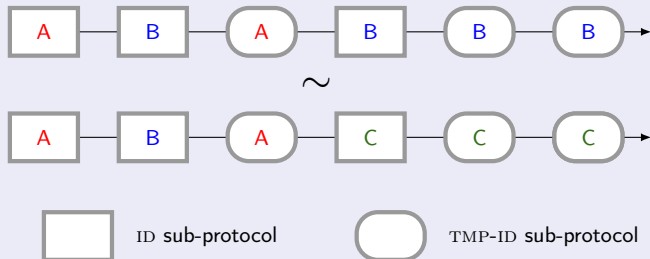 A B A B B B
∼
A B A C C C
ID sub-protocol TMP-ID sub-protocol